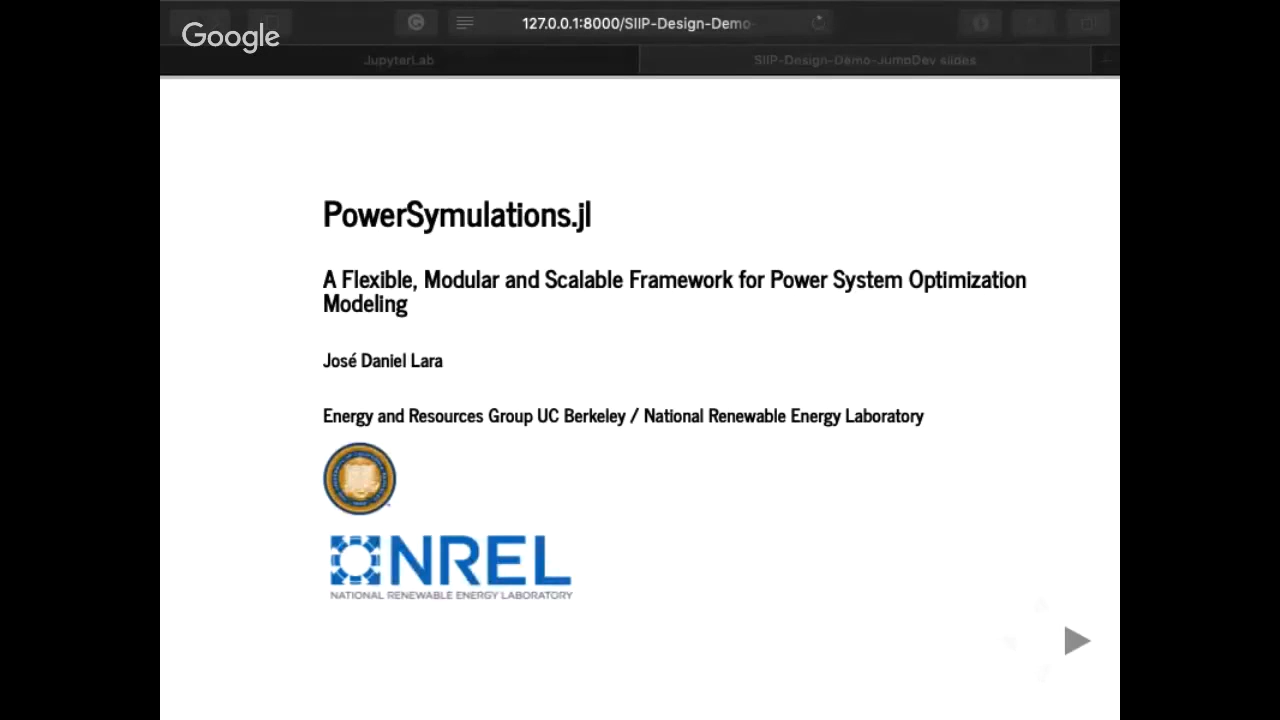 Google
127.0.0.1:8000/SIIP-Design-Demo-
JupyterLab
SIIP-Design-Demo-JumpDev slides
PowerSymulations.jl
A Flexible, Modular and Scalable Framework for Power System Optimization
Modeling
José Daniel Lara
Energy and Resources Group UC Berkeley / National Renewable Energy Laboratory
NREL
NATIONAL RENEWABLE ENERGY LABORATORY